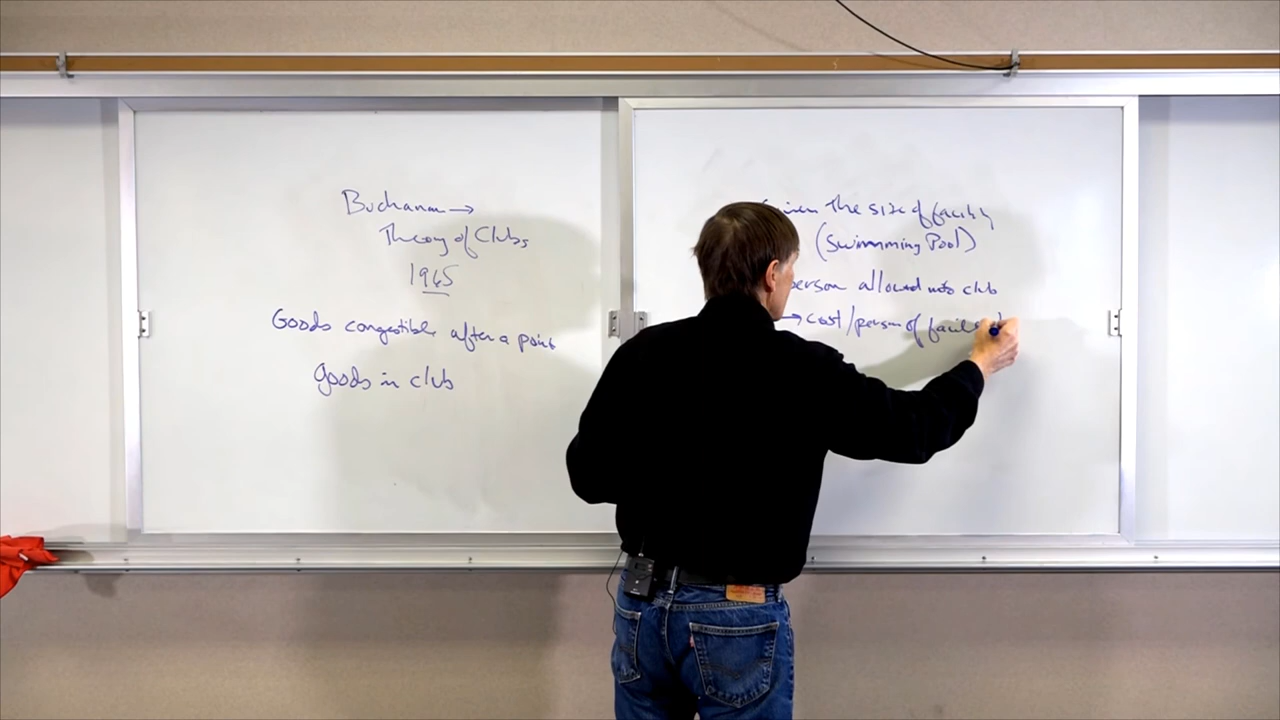 Buchanan →
Theory of Clubs
1965
Goods congestible after a point
Goods in club
Given the size of facility
(Swimming Pool)
person allowed into club
→ cost/person of facility